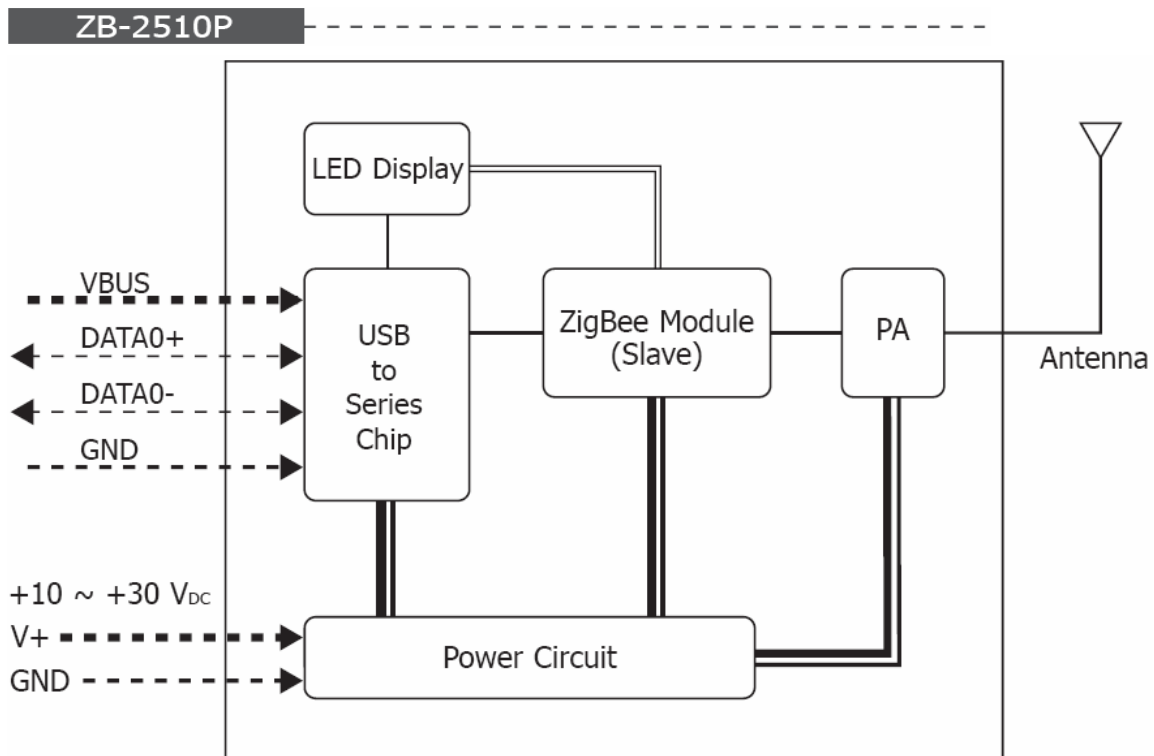 ZB-2510P
LED Display
VBUS
DATA0+
DATA0-
GND
USB
to
Series
Chip
ZigBee Module
(Slave)
PA
Antenna
+10 ~ +30 VDC
V+
GND
Power Circuit